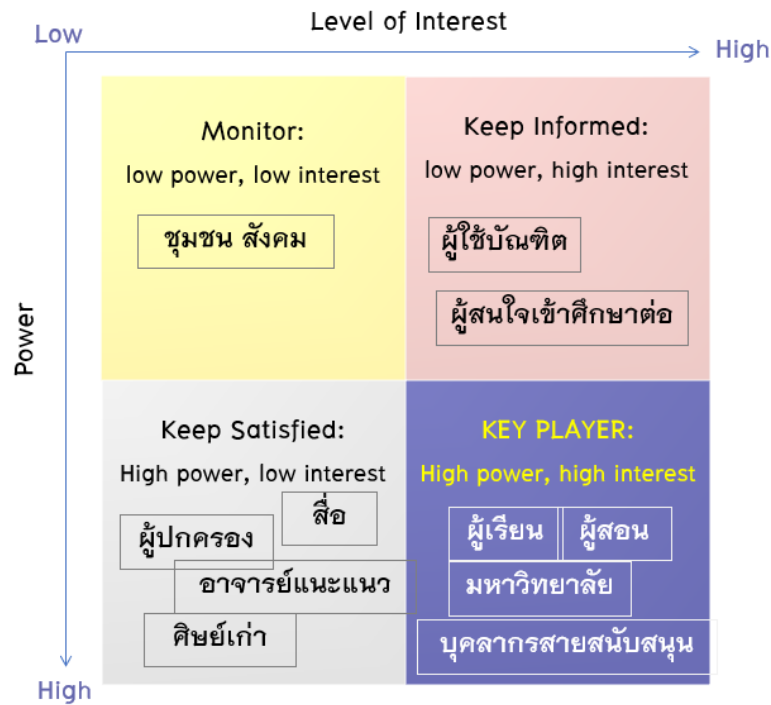 Level of Interest
Low
High
Monitor:
low power, low interest
ชุมชน สังคม
Keep Informed:
low power, high interest
ผู้ใช้บัณฑิต
ผู้สนใจเข้าศึกษาต่อ
Power
Keep Satisfied:
High power, low interest
สื่อ
ผู้ปกครอง
อาจารย์แนะแนว
ศิษย์เก่า
KEY PLAYER:
High power, high interest
ผู้เรียน ผู้สอน
มหาวิทยาลัย
บุคลากรสายสนับสนุน
High